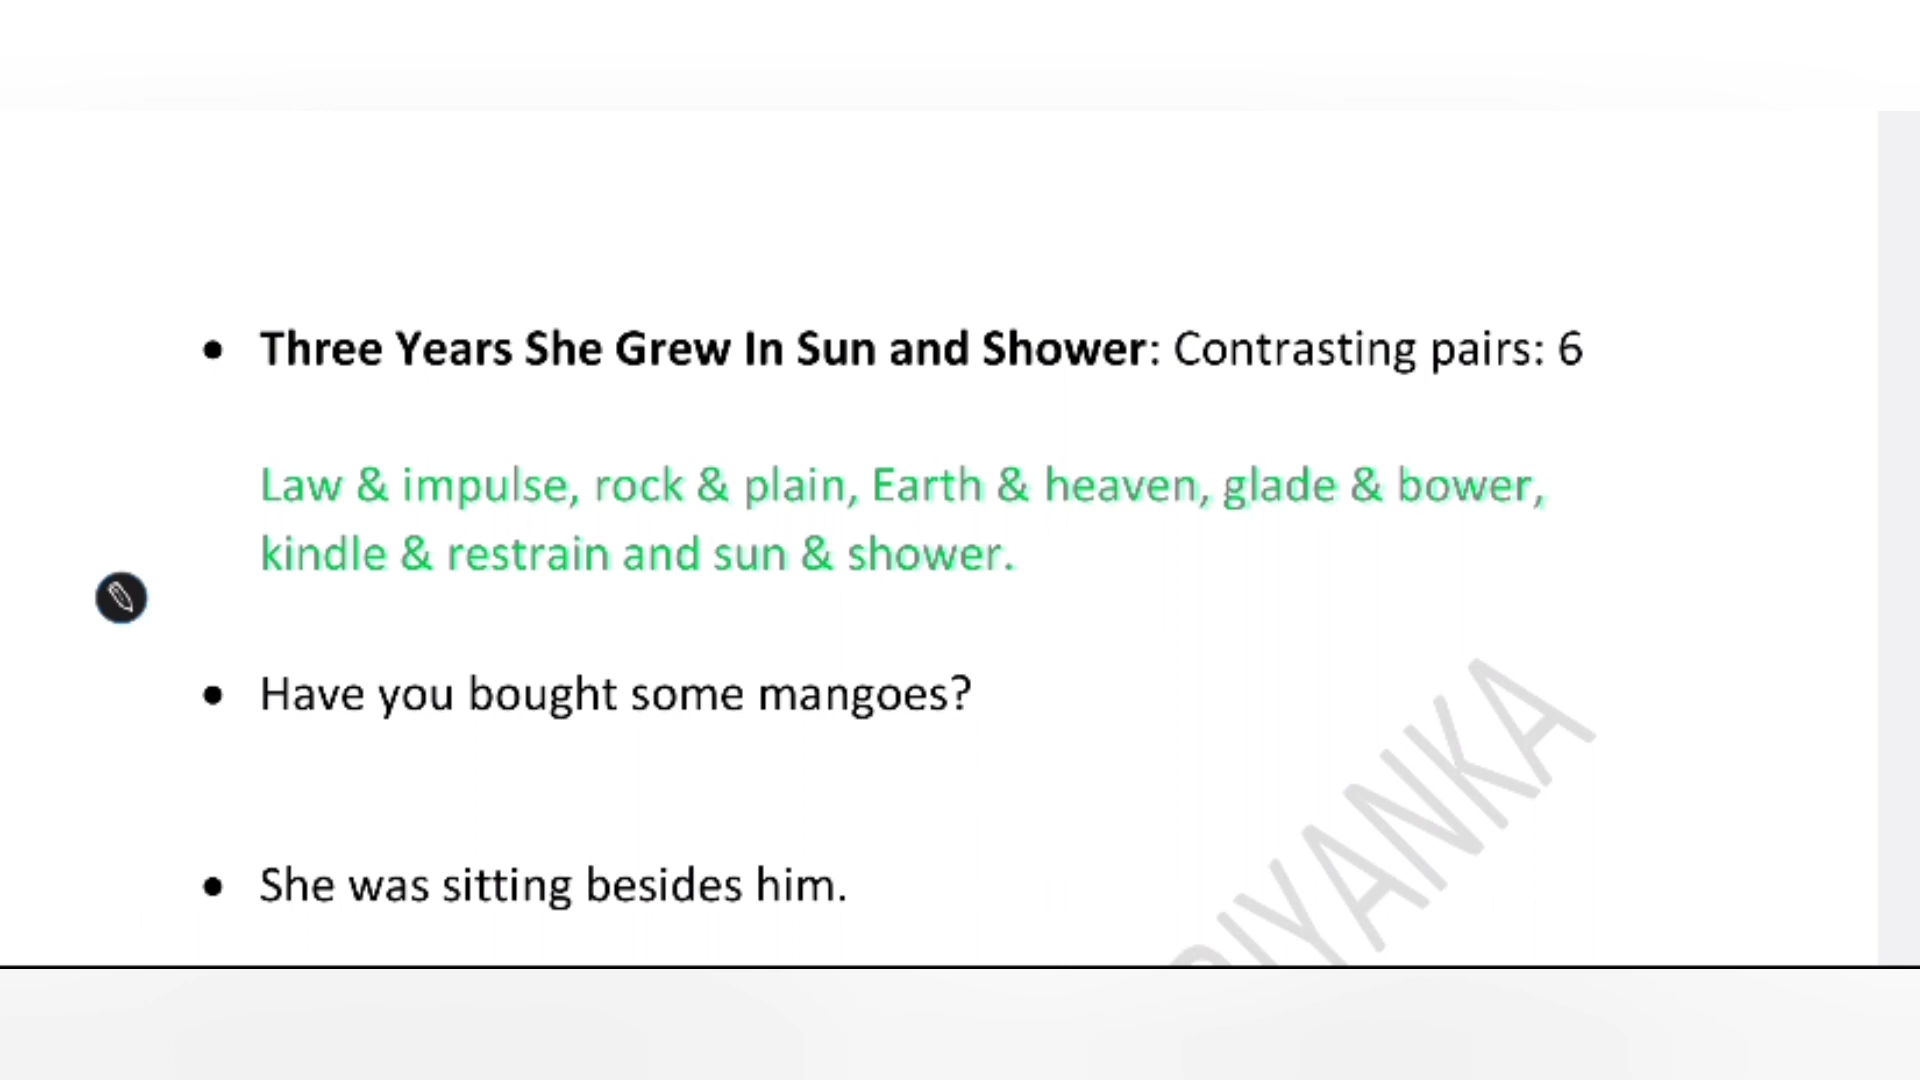 Three Years She Grew In Sun and Shower: Contrasting pairs: 6
Law & impulse, rock & plain, Earth & heaven, glade & bower,
kindle & restrain and sun & shower.
Have you bought some mangoes?
She was sitting besides him.
RIYANKA